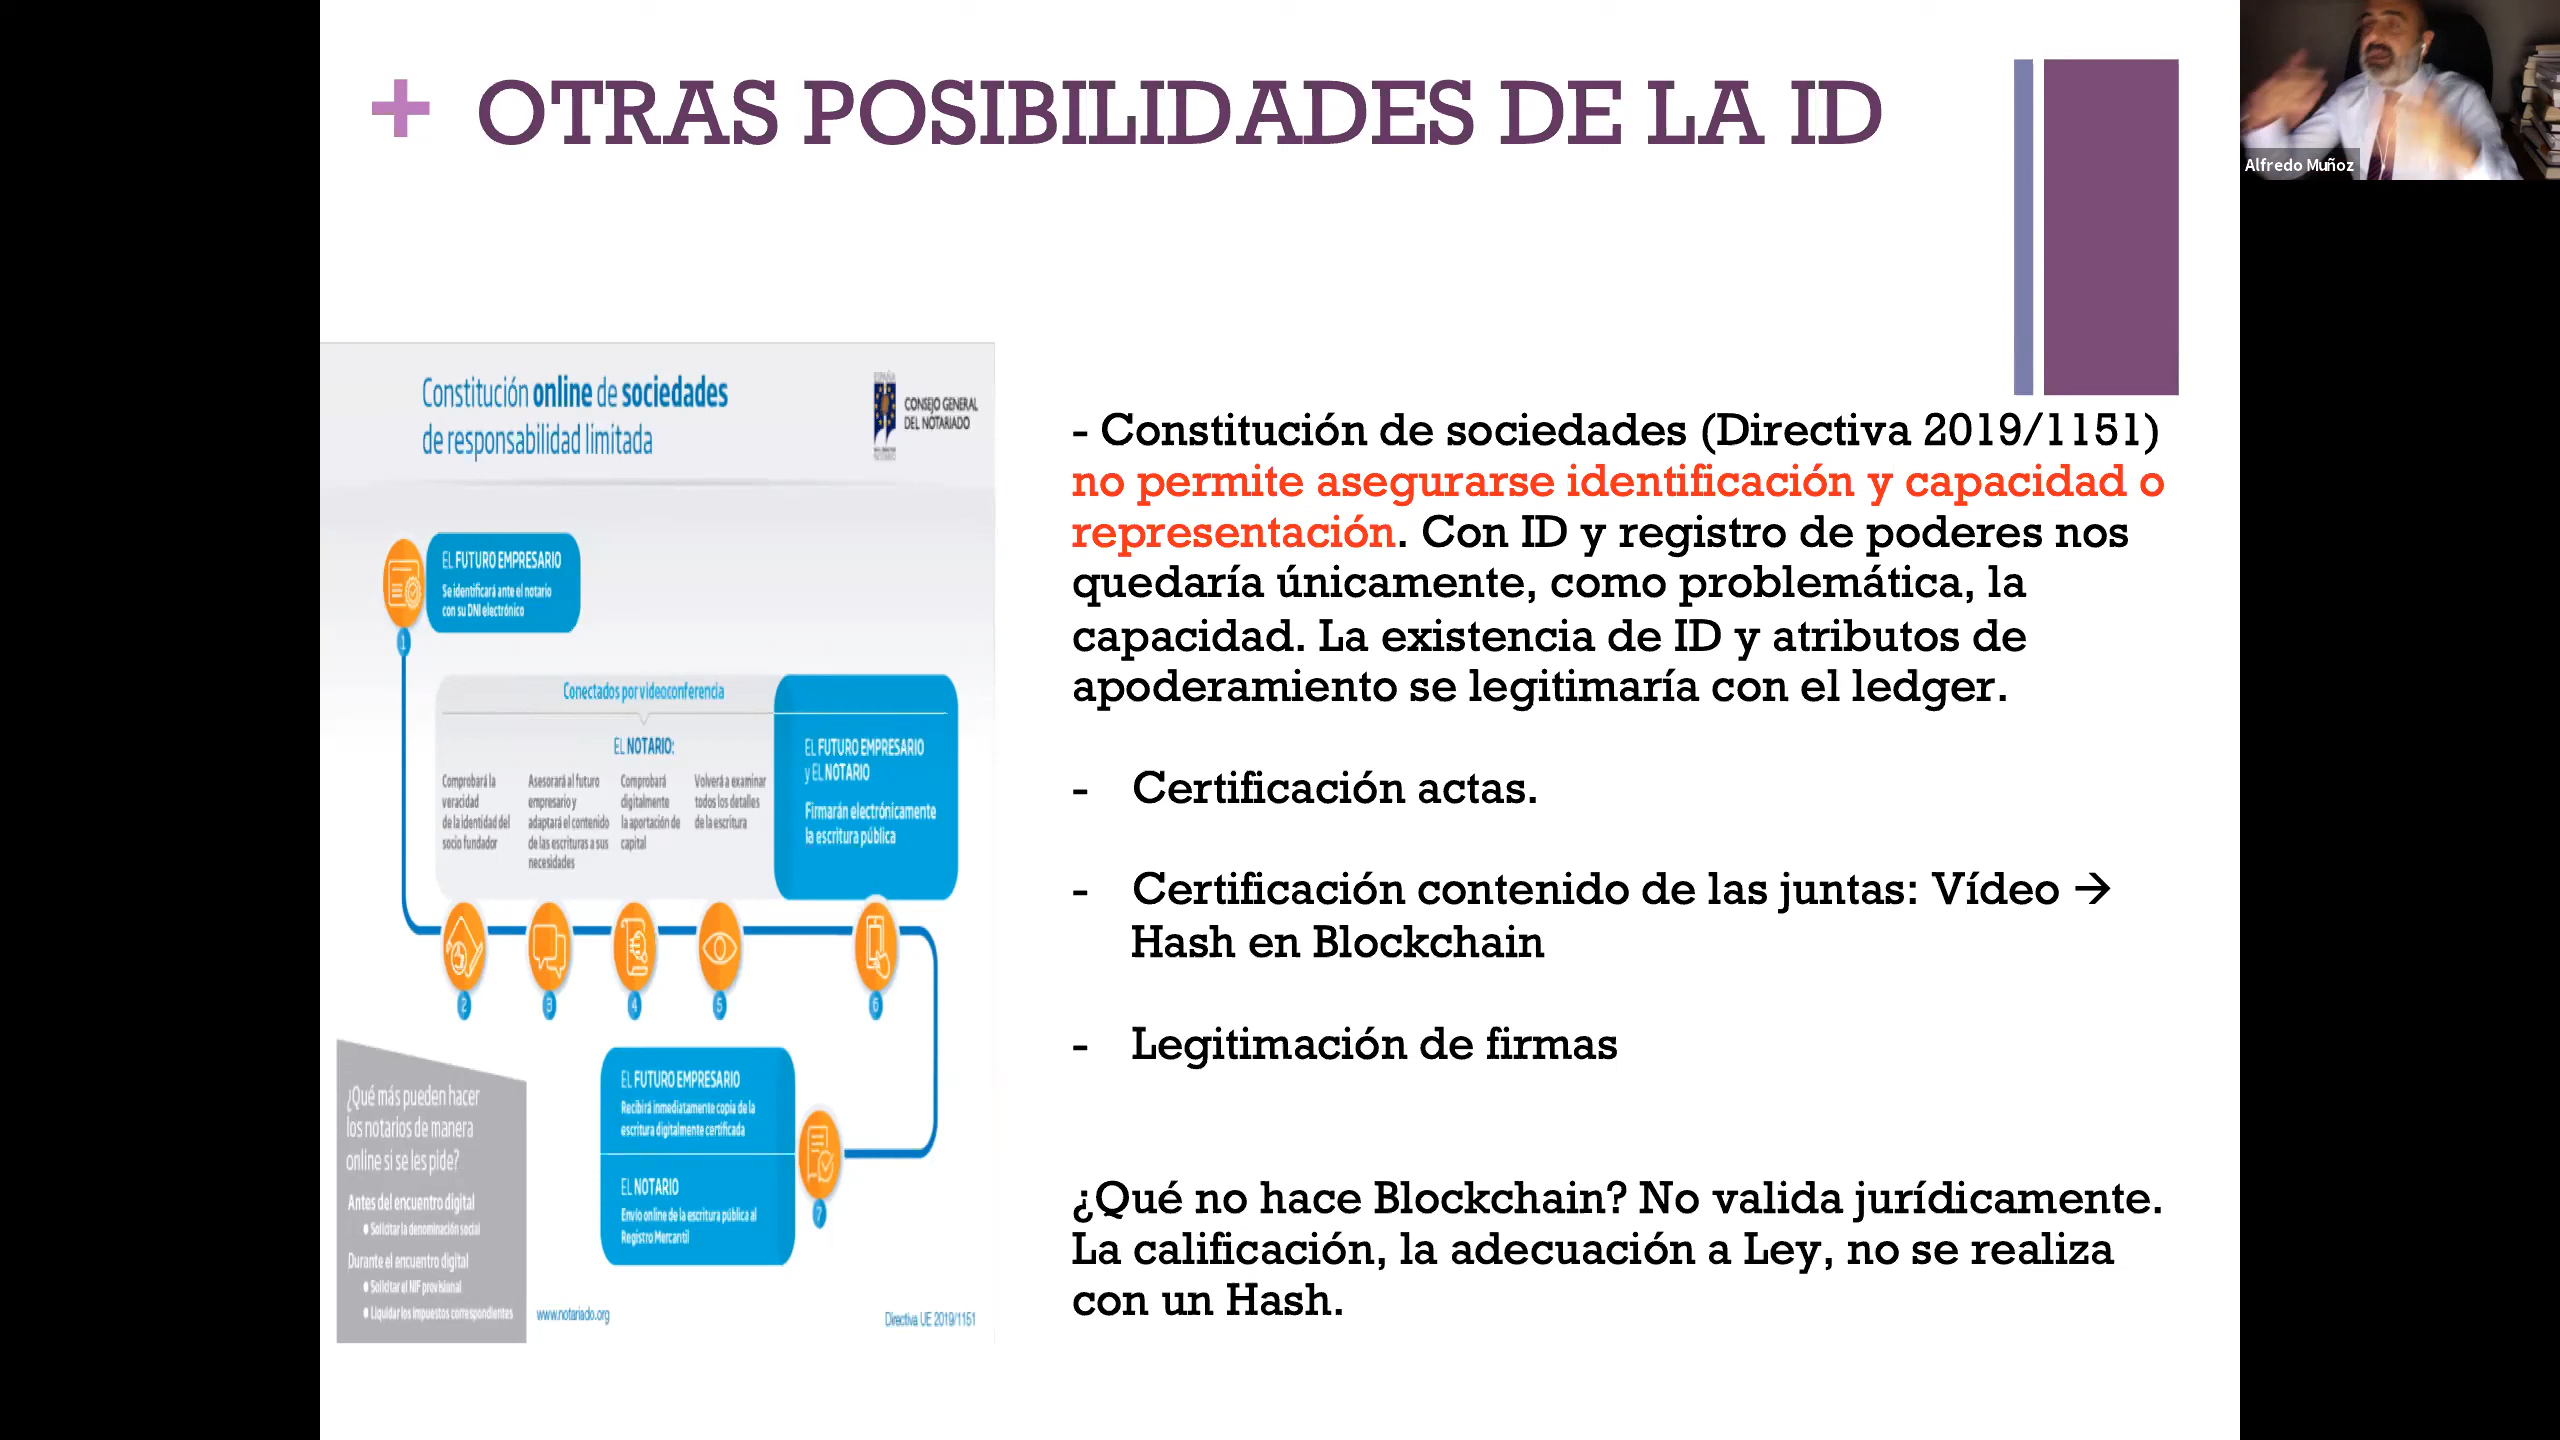 + OTRAS POSIBILIDADES DE LA ID
Alfredo Muñoz
Constitución online de sociedades
de responsabilidad limitada
CONSEJO GENERAL
DEL NOTARIADO
EL FUTURO EMPRESARIO
Se identificará ante el notario
con su DNI electrónico
1
Conectados por videoconferencia
EL NOTARIO:
Comprobará la
veracidad
de la identidad del
socio fundador
Asesorará al futuro
empresario y
adaptará el contenido
de las escrituras a sus
necesidades
Comprobará
digitalmente
la aportación de
capital
Volverá a examinar
todos los detalles
de la escritura
EL FUTURO EMPRESARIO
y EL NOTARIO
Firmarán electrónicamente
la escritura pública
2
3
4
5
6
EL FUTURO EMPRESARIO
Recibirá inmediatamente copia de la
escritura digitalmente certificada
EL NOTARIO
Envío online de la escritura pública al
Registro Mercantil
7
¿Qué más pueden hacer
los notarios de manera
online si se les pide?
Antes del encuentro digital
● Solicitar la denominación social
Durante el encuentro digital
● Solicitar el NIF provisional
● Liquidar los impuestos correspondientes
www.notariado.org
Directiva UE 2019/1151
- Constitución de sociedades (Directiva 2019/1151)
no permite asegurarse identificación y capacidad o
representación. Con ID y registro de poderes nos
quedaría únicamente, como problemática, la
capacidad. La existencia de ID y atributos de
apoderamiento se legitimaría con el ledger.
- Certificación actas.
- Certificación contenido de las juntas: Vídeo →
Hash en Blockchain
- Legitimación de firmas
¿Qué no hace Blockchain? No valida jurídicamente.
La calificación, la adecuación a Ley, no se realiza
con un Hash.